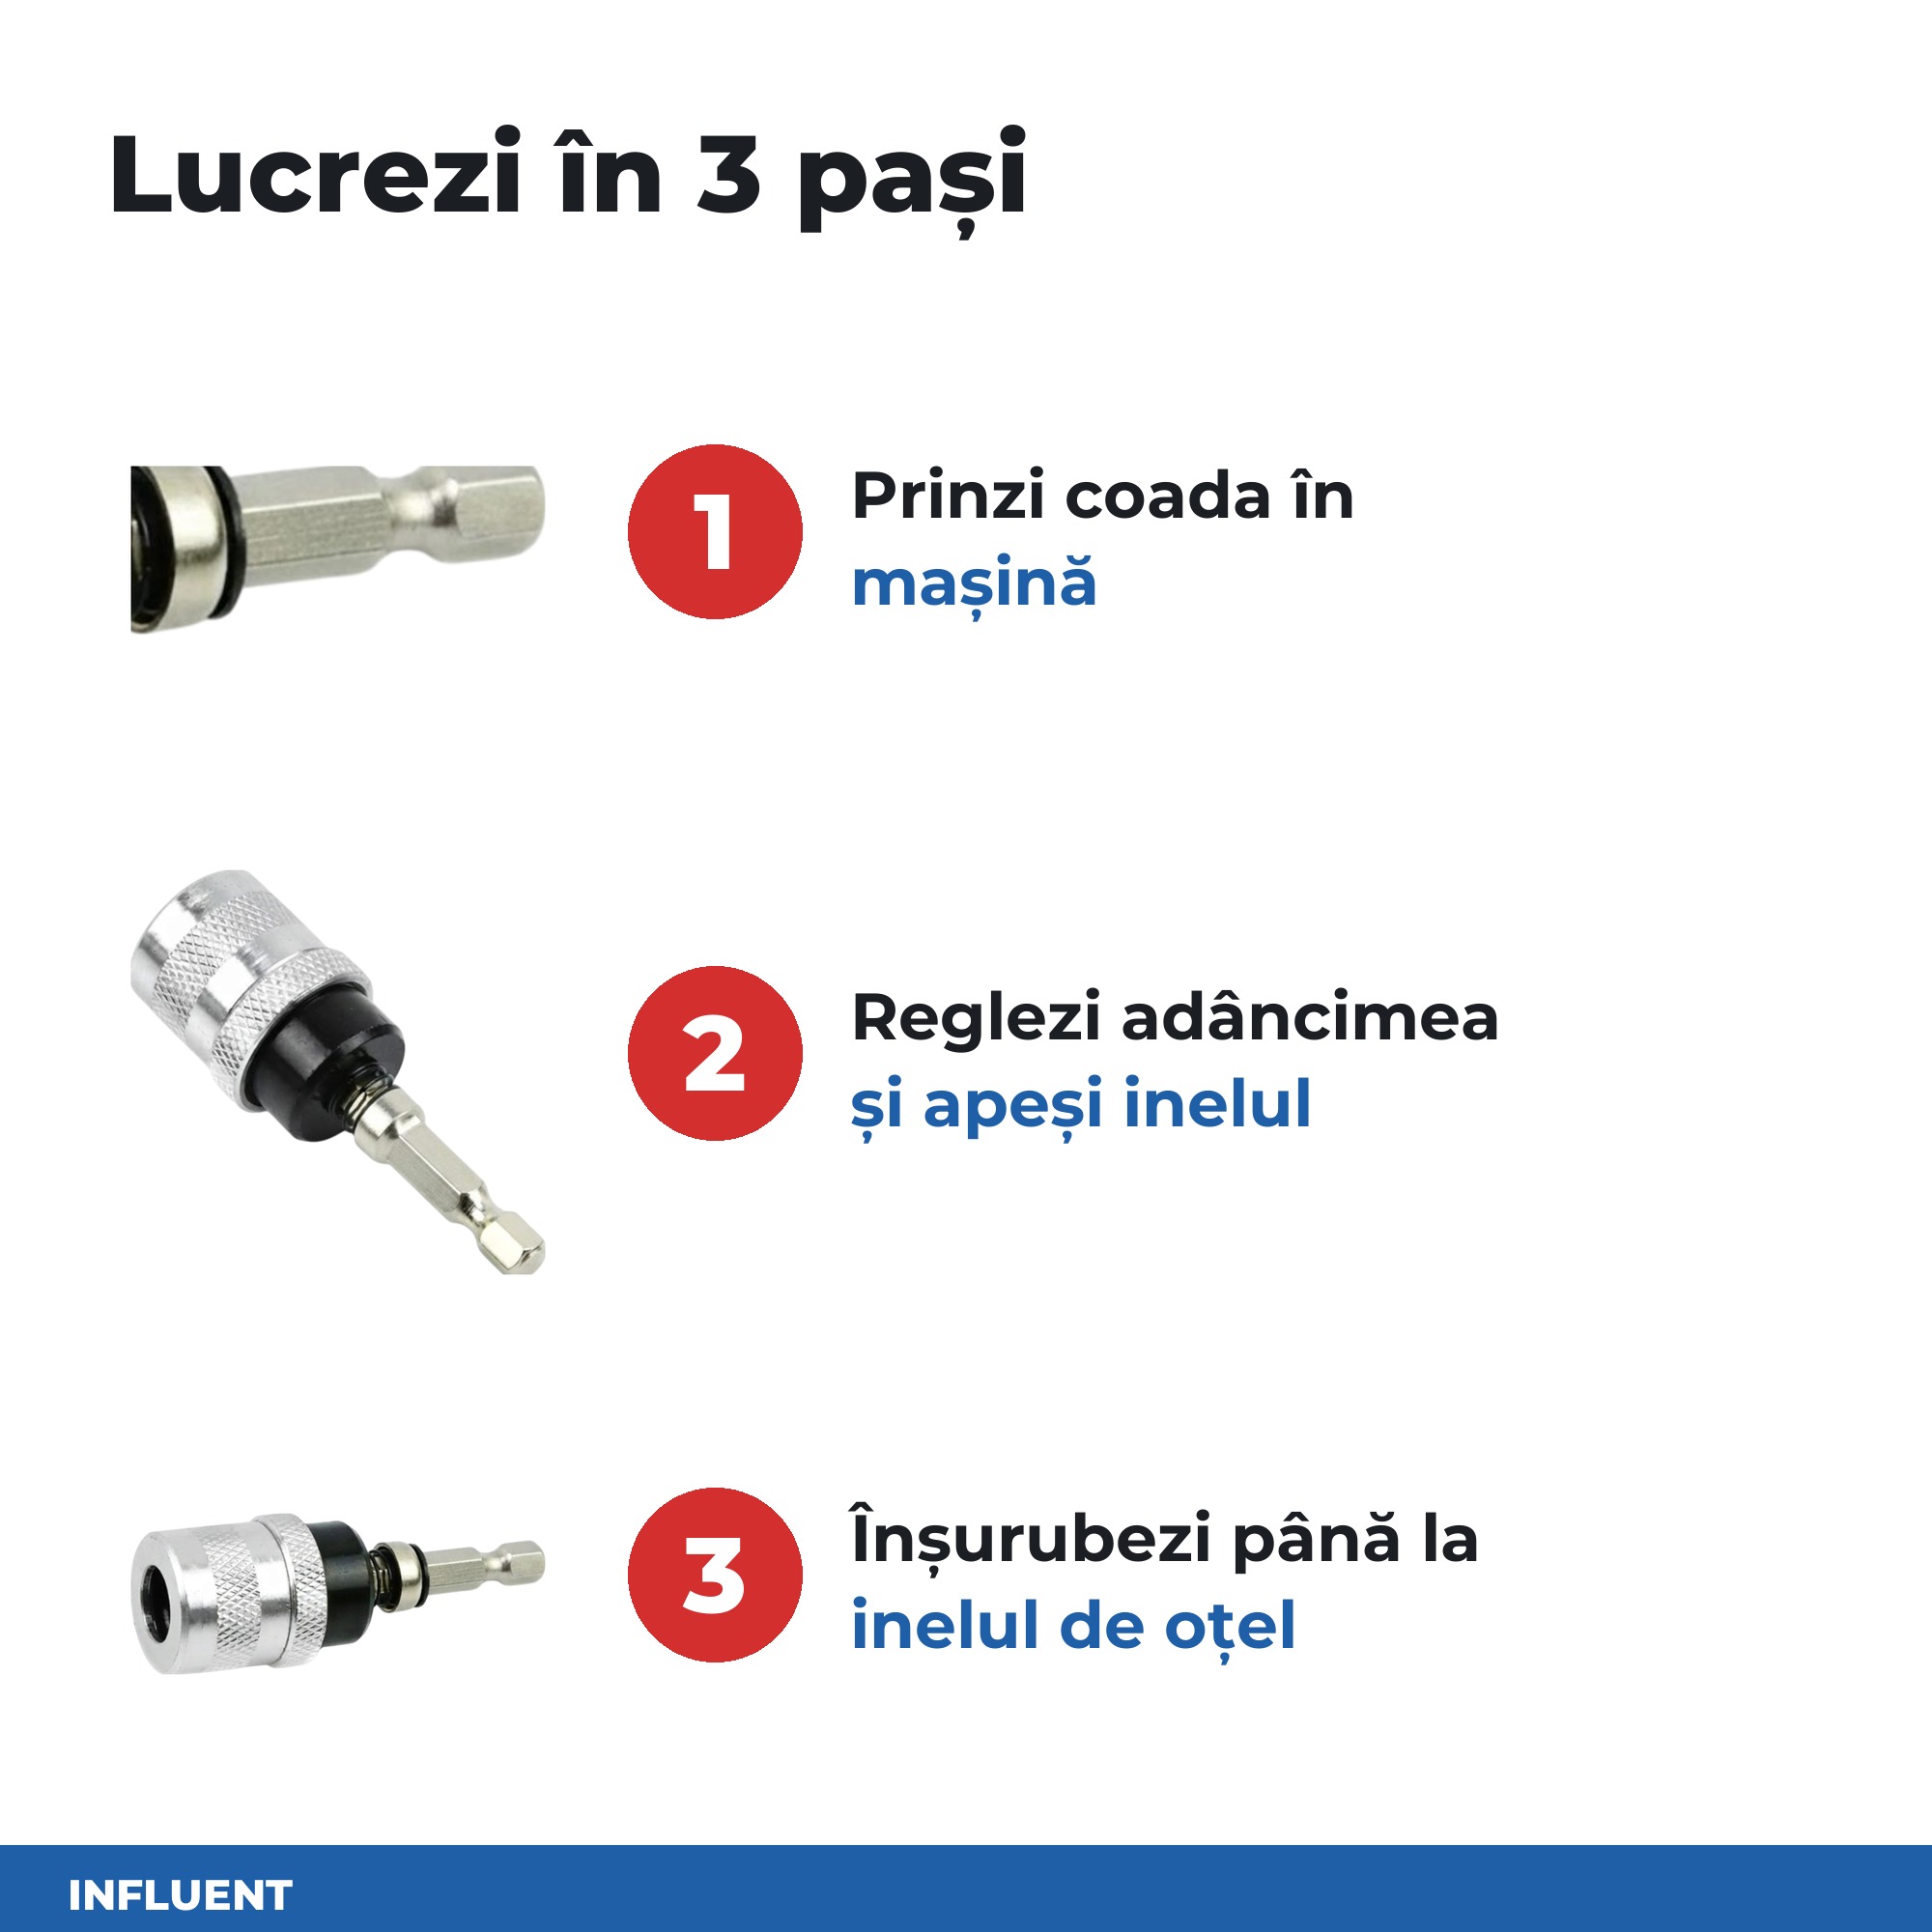 Lucrezi în 3 pași
1
Prinzi coada în
mașină
2
Reglezi adâncimea
și apeși inelul
3
Înșurubezi până la
inelul de oțel
INFLUENT